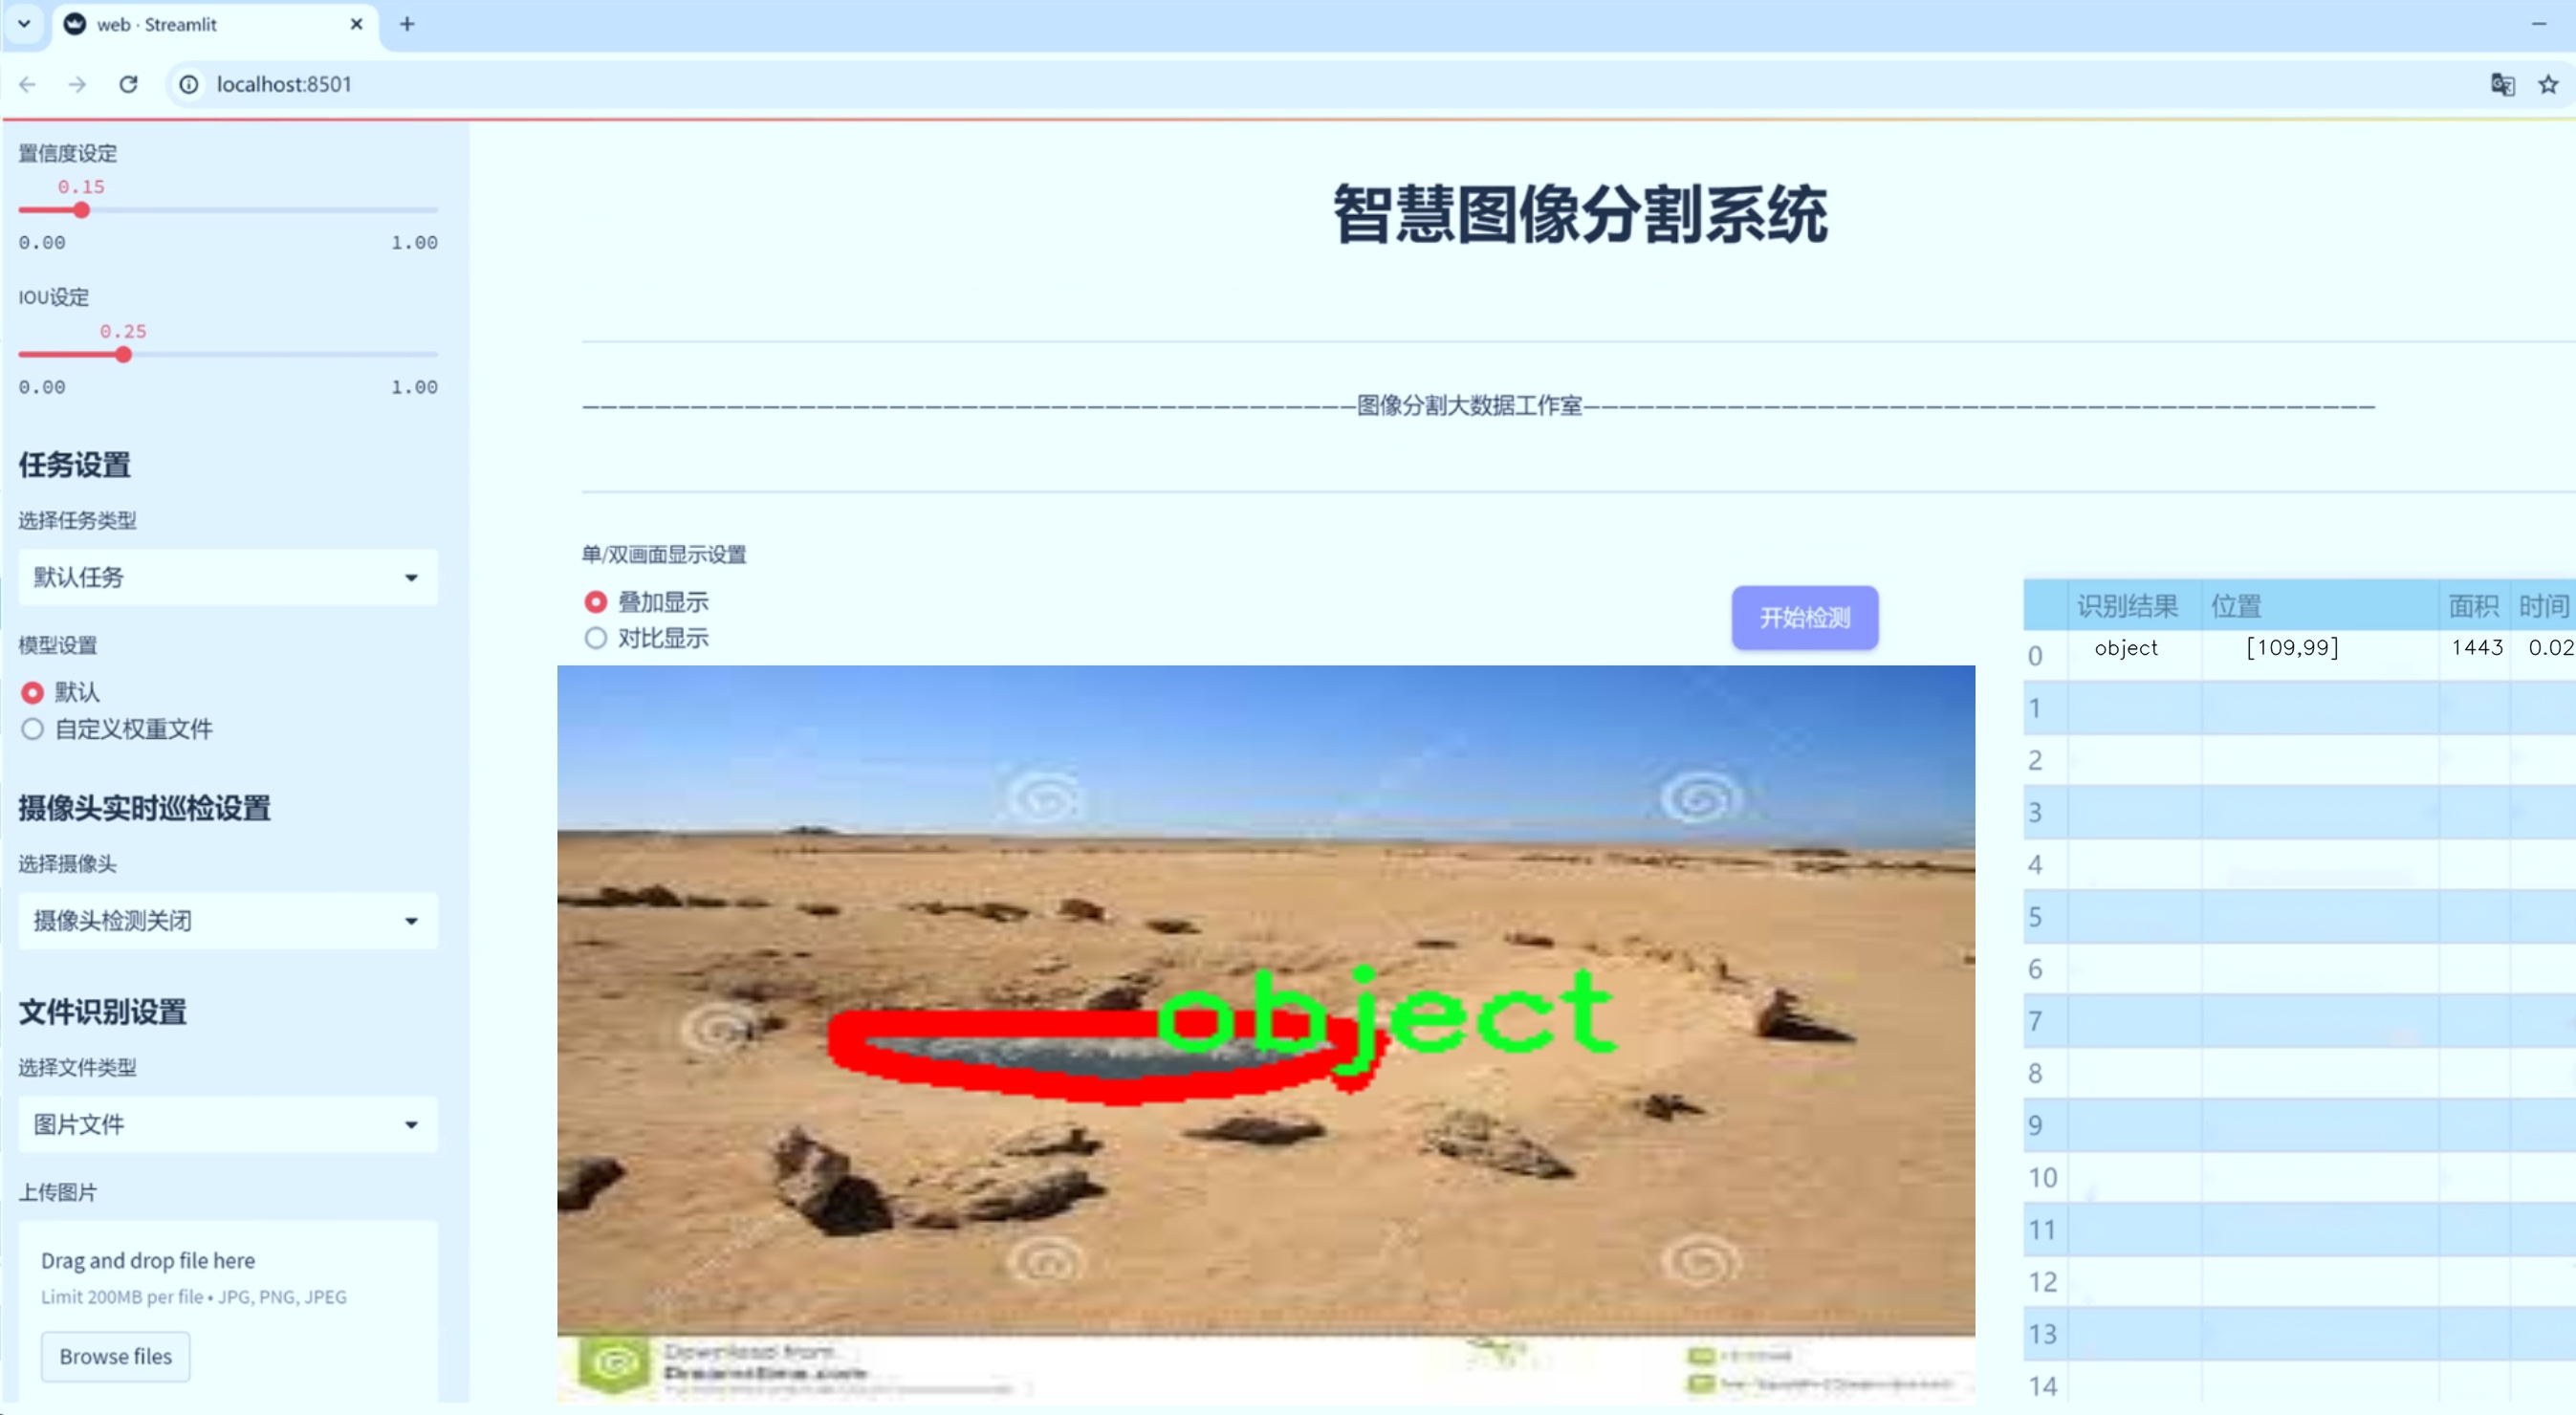 web · Streamlit
localhost:8501
置信度设定
0.15
0.00 1.00
IOU设定
0.25
0.00 1.00
任务设置
选择任务类型
默认任务
模型设置
默认
自定义权重文件
摄像头实时巡检设置
选择摄像头
摄像头检测关闭
文件识别设置
选择文件类型
图片文件
上传图片
Drag and drop file here
Limit 200MB per file • JPG, PNG, JPEG
Browse files
智慧图像分割系统
图像分割大数据工作室
单/双画面显示设置
叠加显示
对比显示
开始检测
object
Download from
Dreamstime.com
识别结果 位置 面积 时间
0 object [109,99] 1443 0.02
1
2
3
4
5
6
7
8
9
10
11
12
13
14